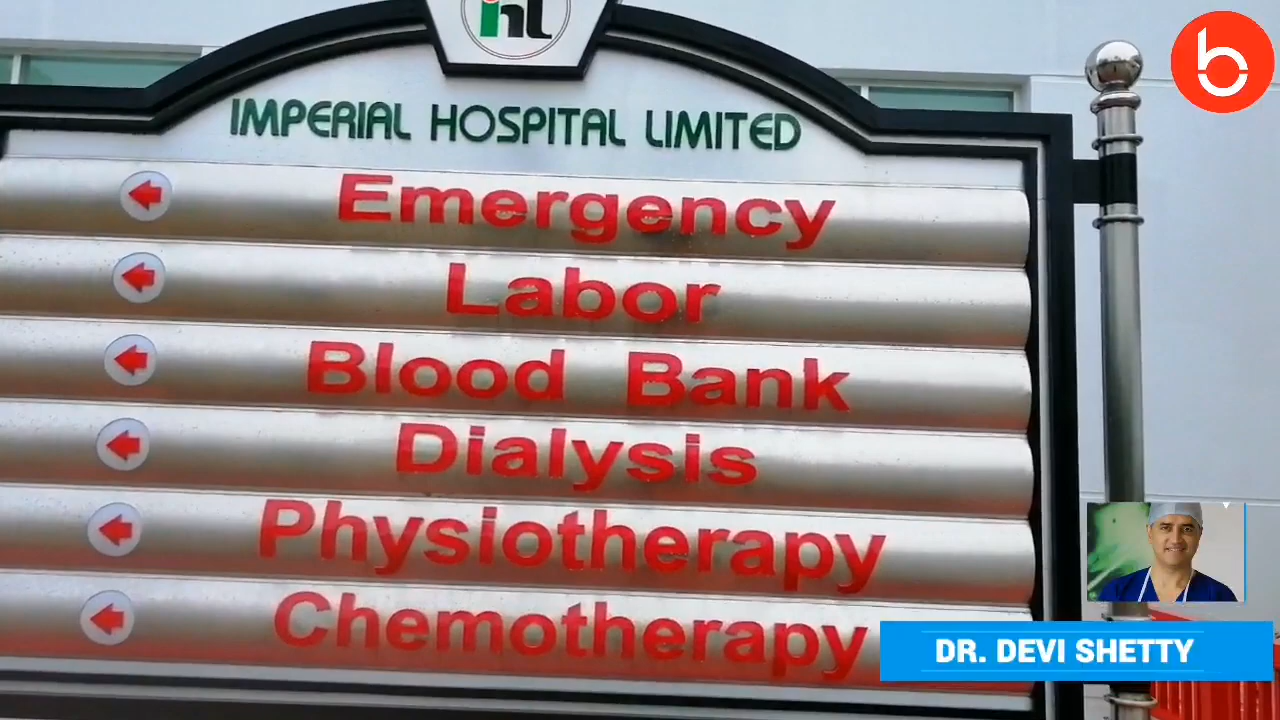 ihl
IMPERIAL HOSPITAL LIMITED
Emergency
Labor
Blood Bank
Dialysis
Physiotherapy
Chemotherapy
DR. DEVI SHETTY
b